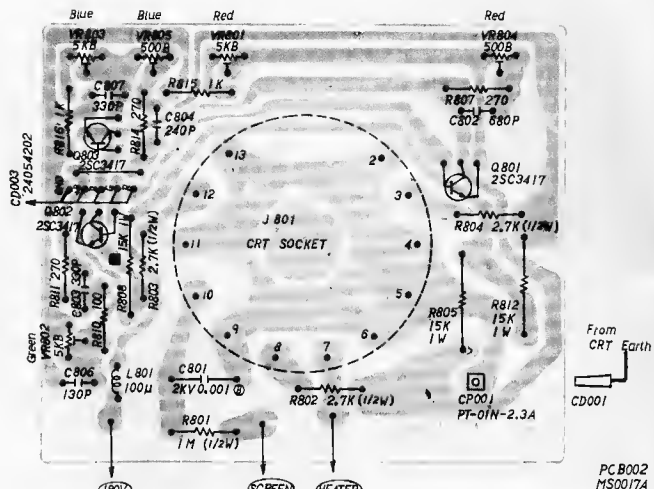 Blue Blue Red Red
VR803 VR805 VR801 VR804
5KB 500B 5KB 500B
C807
330P
R815 1K
R807 270
C802 680P
R816 1K
R814 270
C804
240P
Q803
2SC3417
Q801
2SC3417
CD003
24054202
GND
Q802
2SC3417
13
12
11
10
9
8
7
6
5
4
3
2
J801
CRT SOCKET
R804 2.7K (1/2W)
R811 270
C803 330P
R810 100
R808
15K
R803 2.7K (1/2W)
R805
15K
1W
R812
15K
1W
Green
VR802
5KB
C806
130P
L801
100μ
C801
2KV 0.001 Ⓑ
R802 2.7K (1/2W)
R801
1M (1/2W)
CP001
PT-01N-2.3A
From
CRT Earth
CD001
180V SCREEN HEATER
PCB002
MS0017A